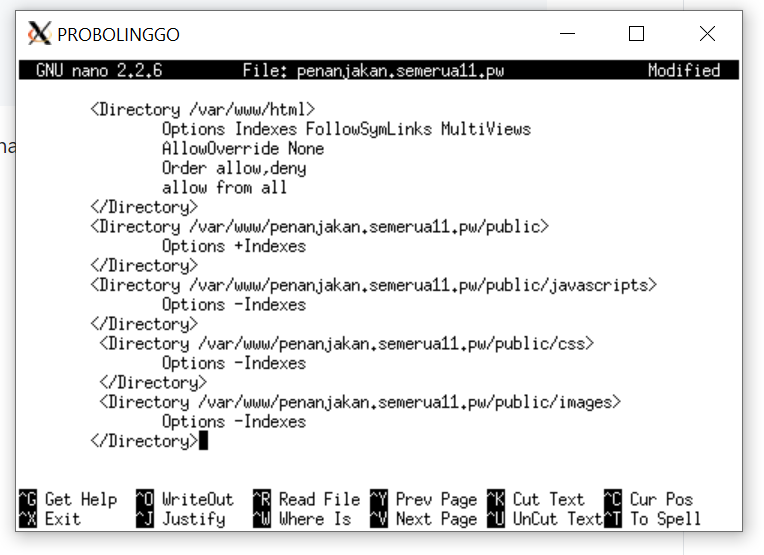 PROBOLINGGO
GNU nano 2.2.6 File: penanjakan.semerua11.pw Modified
<Directory /var/www/html>
Options Indexes FollowSymLinks MultiViews
AllowOverride None
Order allow,deny
allow from all
</Directory>
<Directory /var/www/penanjakan.semerua11.pw/public>
Options +Indexes
</Directory>
<Directory /var/www/penanjakan.semerua11.pw/public/javascripts>
Options -Indexes
</Directory>
<Directory /var/www/penanjakan.semerua11.pw/public/css>
Options -Indexes
</Directory>
<Directory /var/www/penanjakan.semerua11.pw/public/images>
Options -Indexes
</Directory>
^G Get Help ^O WriteOut ^R Read File ^Y Prev Page ^K Cut Text ^C Cur Pos
^X Exit ^J Justify ^W Where Is ^V Next Page ^U UnCut Text ^T To Spell